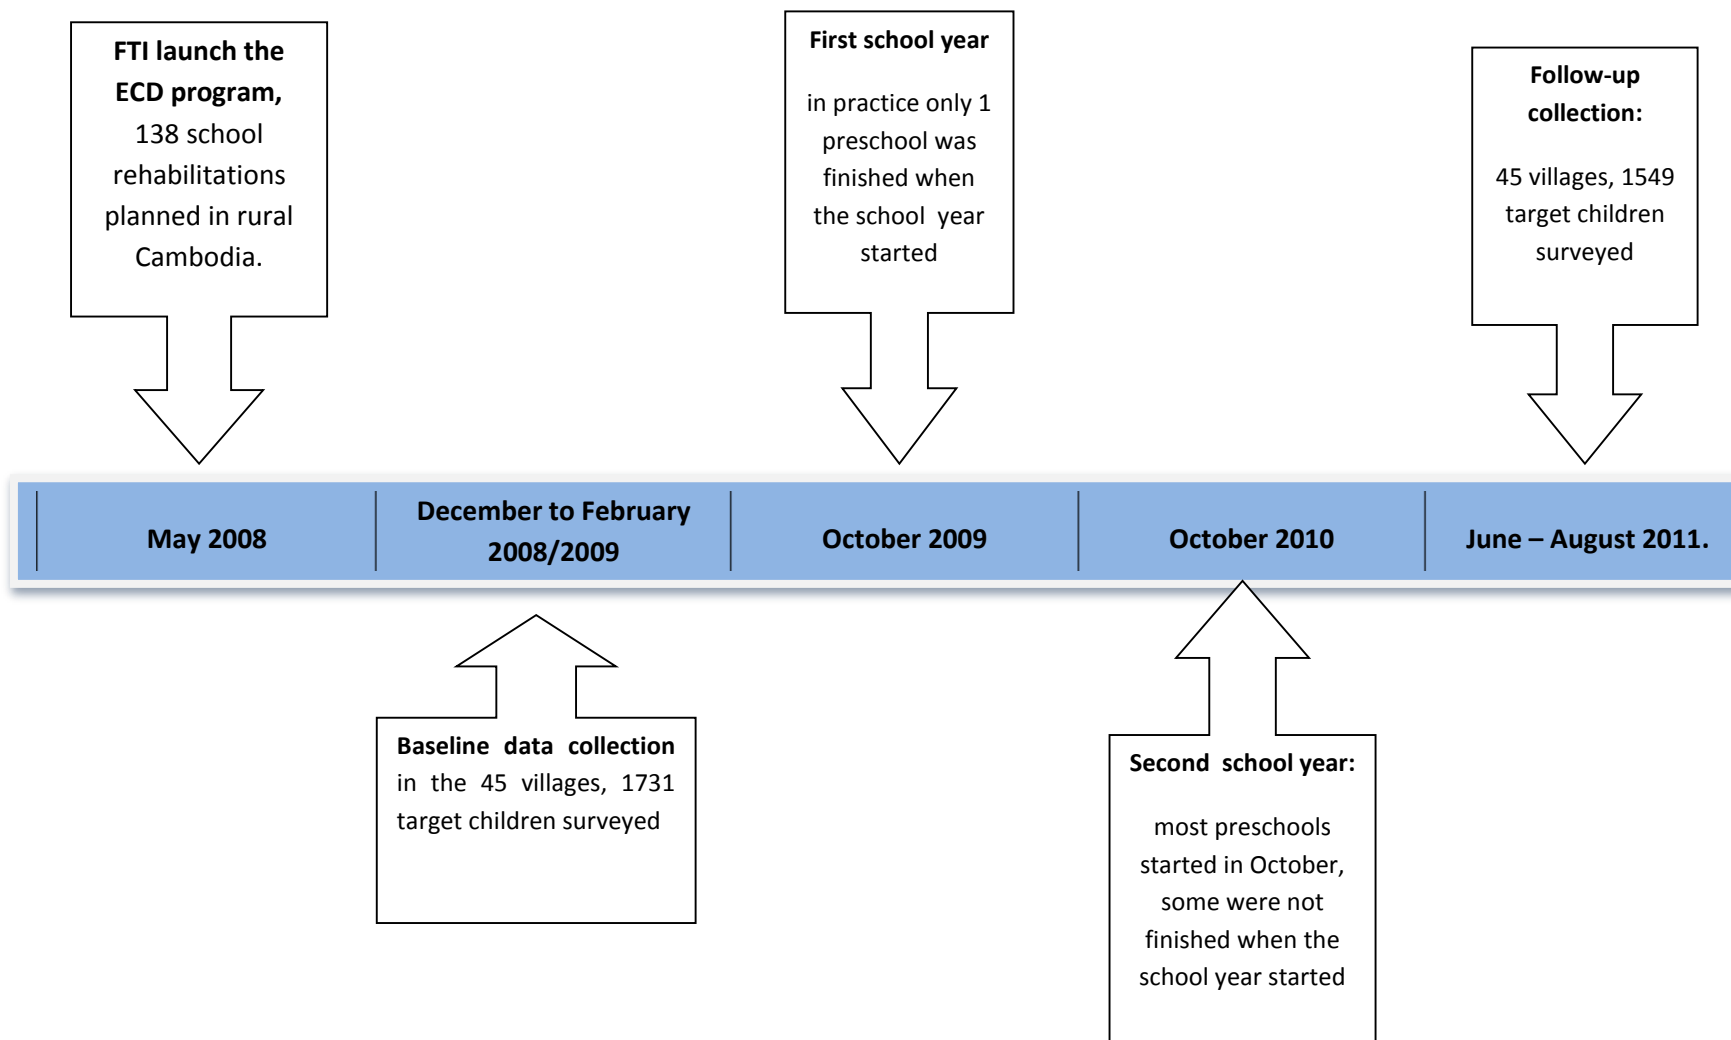 FTI launch the
ECD program,
138 school
rehabilitations
planned in rural
Cambodia.
First school year
in practice only 1
preschool was
finished when
the school year
started
Follow-up
collection:
45 villages, 1549
target children
surveyed
May 2008
December to February
2008/2009
October 2009
October 2010
June – August 2011.
Baseline data collection
in the 45 villages, 1731
target children surveyed
Second school year:
most preschools
started in October,
some were not
finished when the
school year started